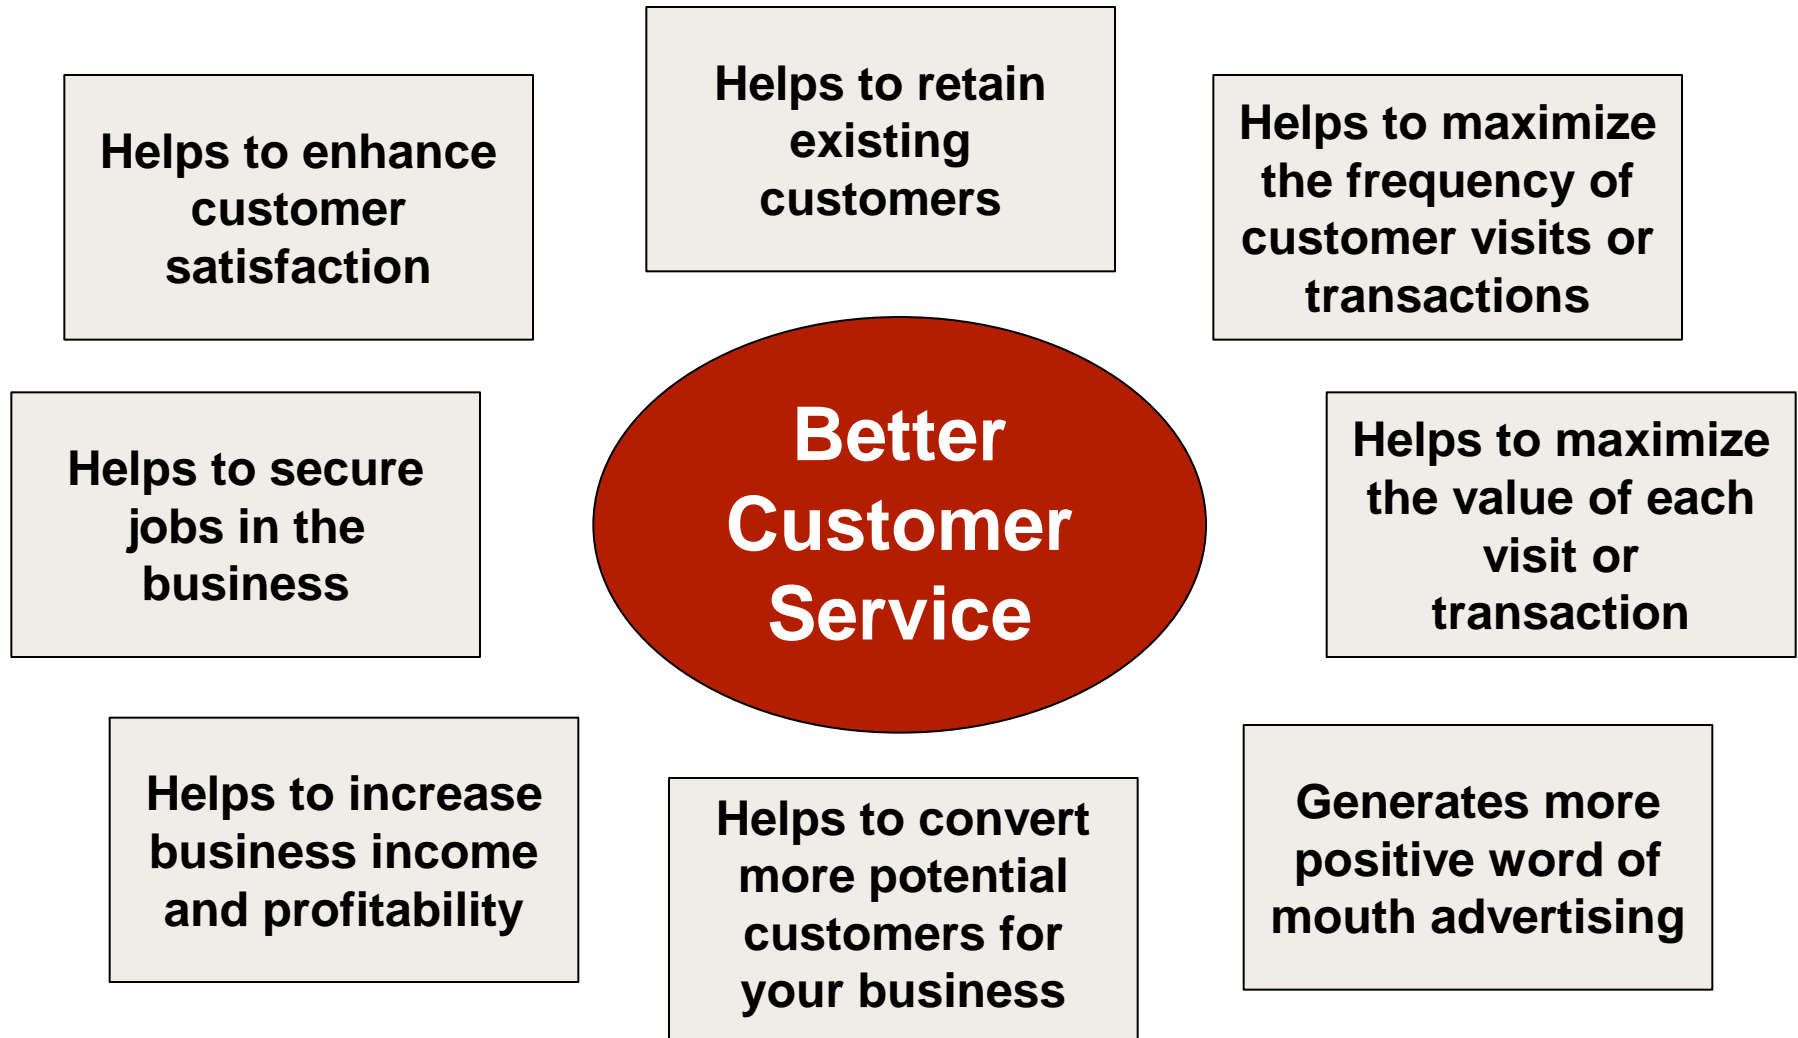 Helps to retain
existing
customers
Helps to enhance
customer
satisfaction
Helps to maximize
the frequency of
customer visits or
transactions
Better
Customer
Service
Helps to secure
jobs in the
business
Helps to maximize
the value of each
visit or
transaction
Helps to increase
business income
and profitability
Helps to convert
more potential
customers for
your business
Generates more
positive word of
mouth advertising